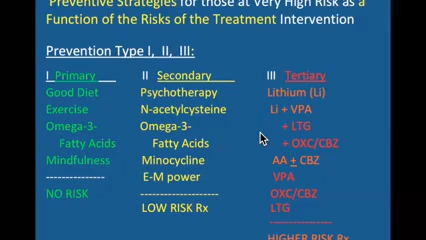 Preventive Strategies for those at Very High Risk as a
Function of the Risks of the Treatment Intervention
Prevention Type I, II, III:
I Primary II Secondary III Tertiary
Good Diet Psychotherapy Lithium (Li)
Exercise N-acetylcysteine Li + VPA
Omega-3- Omega-3- + LTG
Fatty Acids Fatty Acids + OXC/CBZ
Mindfulness Minocycline AA + CBZ
--------------- E-M power VPA
NO RISK -------------------- OXC/CBZ
LOW RISK Rx LTG
----------------
HIGHER RISK Rx